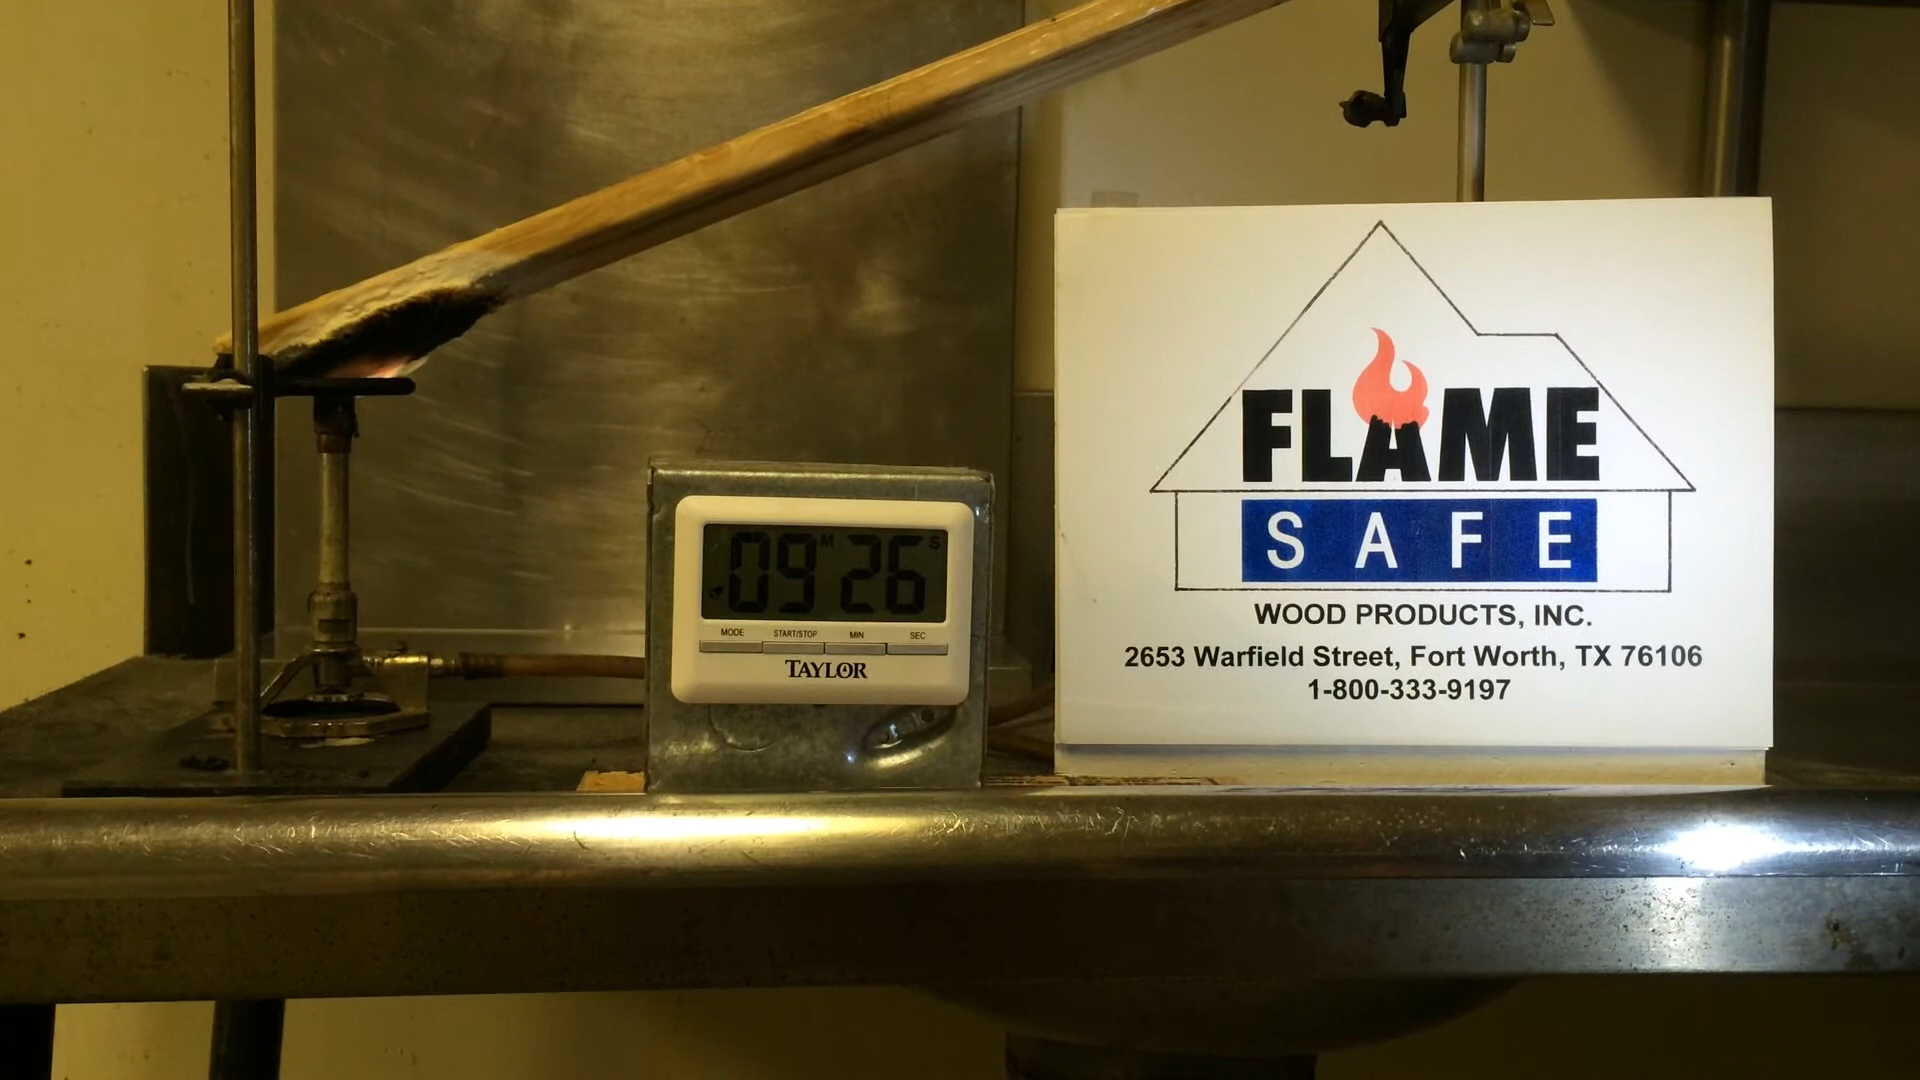 09 M 26 S
MODE START/STOP MIN SEC
TAYLOR
FLAME
SAFE
WOOD PRODUCTS, INC.
2653 Warfield Street, Fort Worth, TX 76106
1-800-333-9197